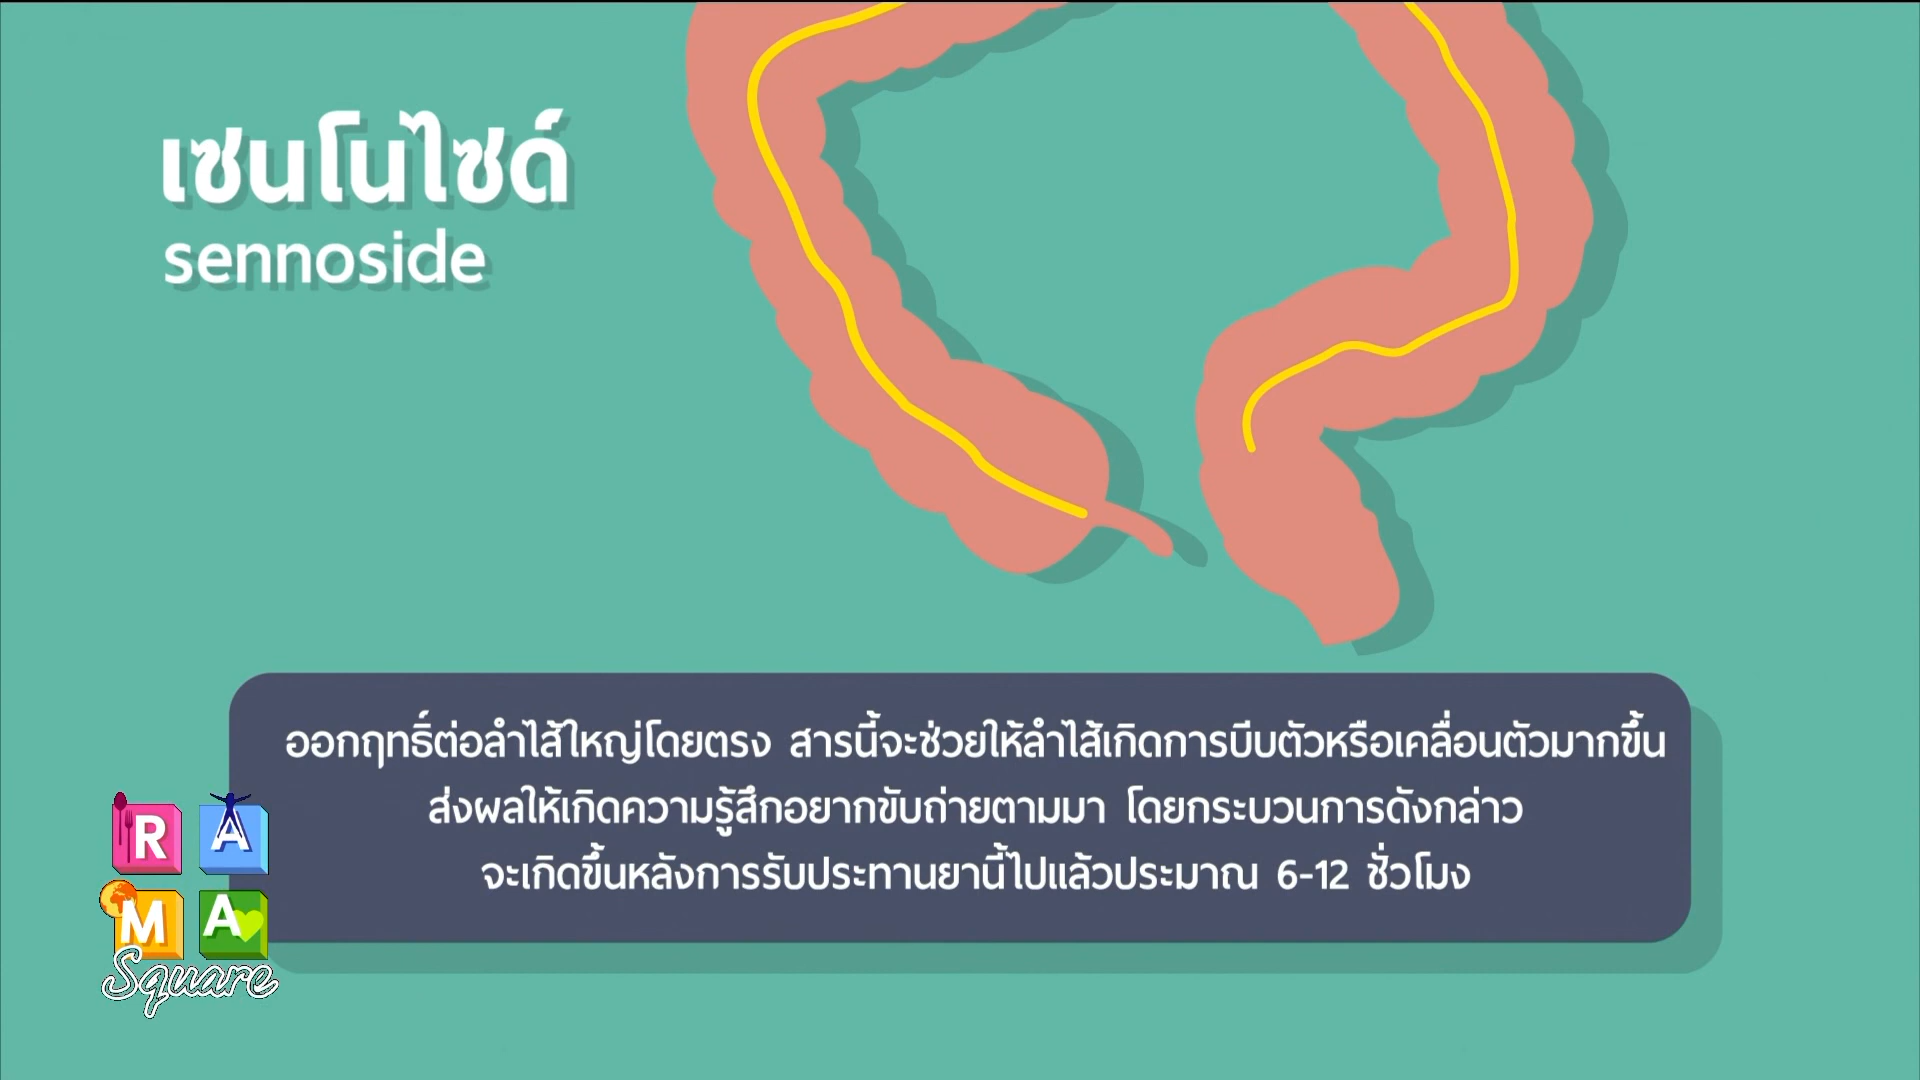 เซนโนไซด์
sennoside
ออกฤทธิ์ต่อลำไส้ใหญ่โดยตรง สารนี้จะช่วยให้ลำไส้เกิดการบีบตัวหรือเคลื่อนตัวมากขึ้น
ส่งผลให้เกิดความรู้สึกอยากขับถ่ายตามมา โดยกระบวนการดังกล่าว
จะเกิดขึ้นหลังการรับประทานยานี้ไปแล้วประมาณ 6-12 ชั่วโมง
RA
MA
Square